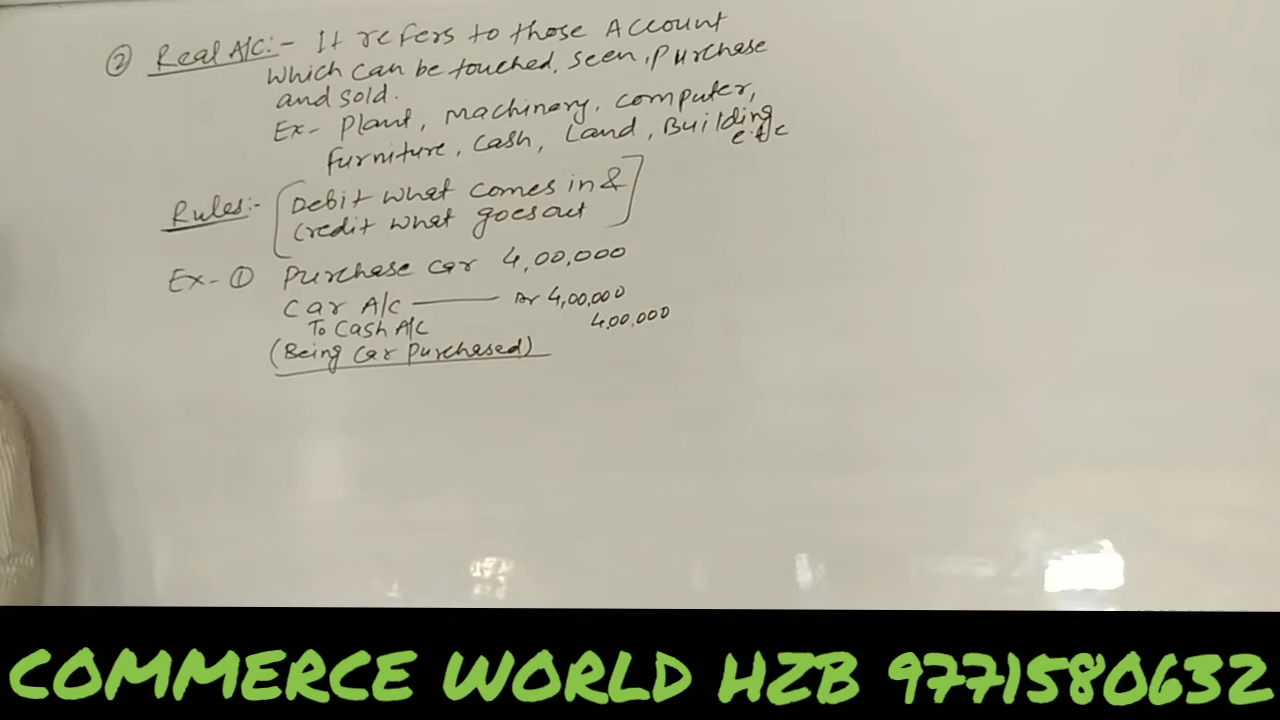 ② Real A/C:- It refers to those Account
which can be touched, seen, purchase
and sold.
Ex- Plant, Machinery, Computer,
furniture, Cash, Land, Building
e.t.c
Rules:- [Debit what comes in &
Credit what goes out]
Ex- ① Purchase car 4,00,000
Car A/c ——— Dr 4,00,000
To Cash A/c 4,00,000
(Being Car Purchased)
COMMERCE WORLD HZB 9771580632